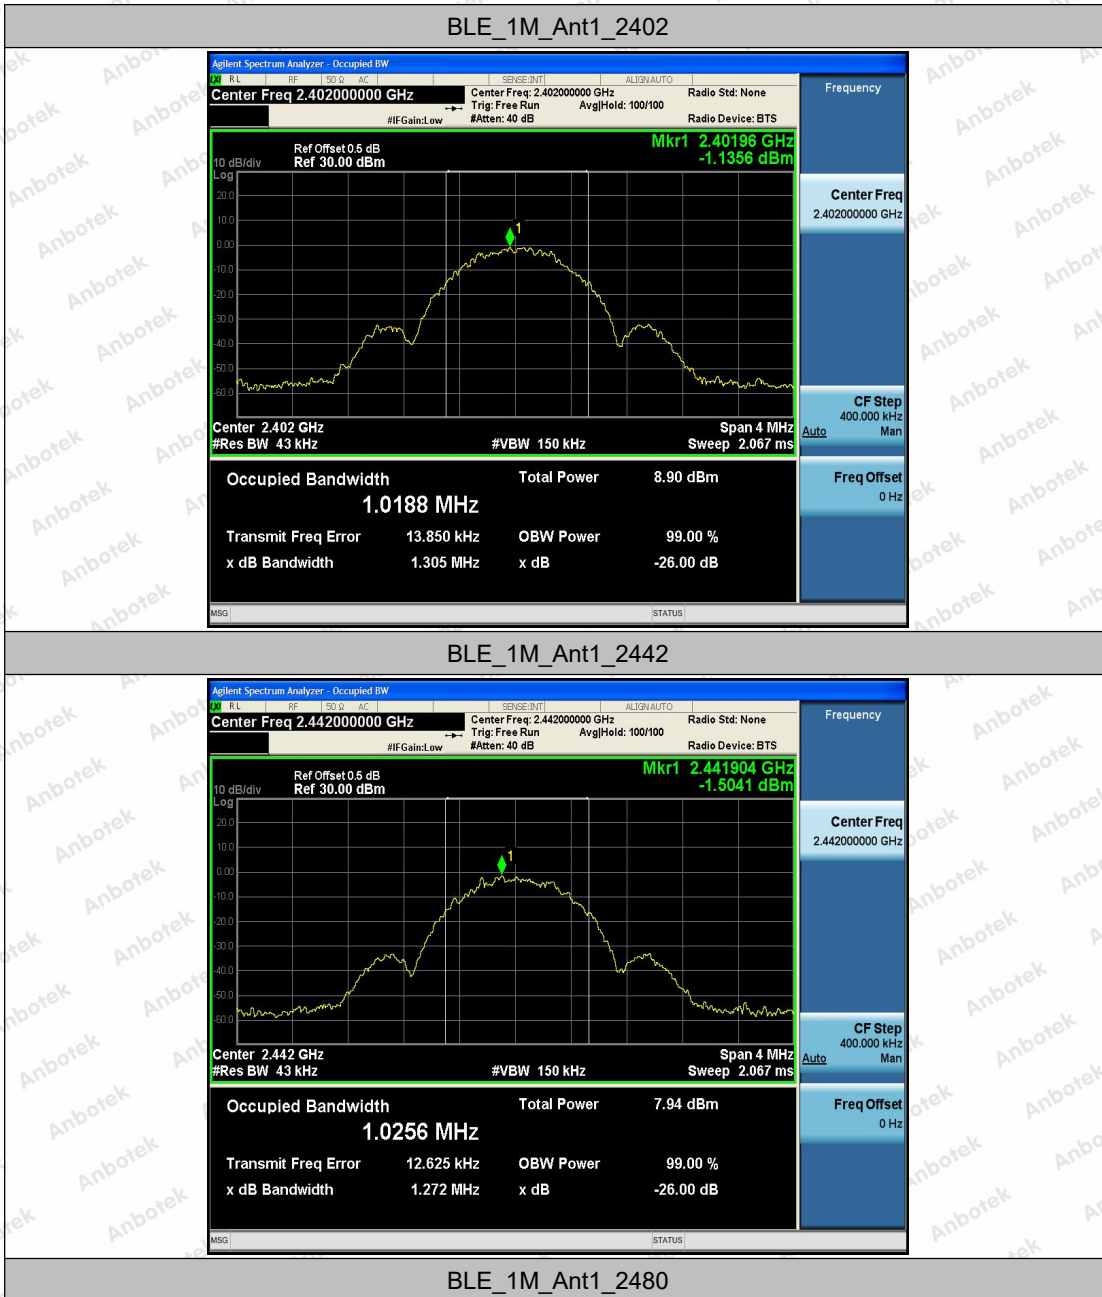 BLE_1M_Ant1_2402
Agilent Spectrum Analyzer - Occupied BW
LXI RL RF 50 Ω AC SENSE:INT ALIGNAUTO
Center Freq 2.402000000 GHz
Center Freq: 2.402000000 GHz
Radio Std: None
Trig: Free Run Avg|Hold: 100/100
#IFGain:Low #Atten: 40 dB
Radio Device: BTS
Mkr1 2.40196 GHz
-1.1356 dBm
Ref Offset 0.5 dB
10 dB/div Ref 30.00 dBm
Log
20.0
10.0
0.00
-10.0
-20.0
-30.0
-40.0
-50.0
-60.0
1
Center 2.402 GHz Span 4 MHz
#Res BW 43 kHz #VBW 150 kHz Sweep 2.067 ms
Occupied Bandwidth Total Power 8.90 dBm
1.0188 MHz
Transmit Freq Error 13.850 kHz OBW Power 99.00 %
x dB Bandwidth 1.305 MHz x dB -26.00 dB
MSG STATUS
Frequency
Center Freq
2.402000000 GHz
CF Step
400.000 kHz
Auto Man
Freq Offset
0 Hz
BLE_1M_Ant1_2442
Agilent Spectrum Analyzer - Occupied BW
LXI RL RF 50 Ω AC SENSE:INT ALIGNAUTO
Center Freq 2.442000000 GHz
Center Freq: 2.442000000 GHz
Radio Std: None
Trig: Free Run Avg|Hold: 100/100
#IFGain:Low #Atten: 40 dB
Radio Device: BTS
Mkr1 2.441904 GHz
-1.5041 dBm
Ref Offset 0.5 dB
10 dB/div Ref 30.00 dBm
Log
20.0
10.0
0.00
-10.0
-20.0
-30.0
-40.0
-50.0
-60.0
1
Center 2.442 GHz Span 4 MHz
#Res BW 43 kHz #VBW 150 kHz Sweep 2.067 ms
Occupied Bandwidth Total Power 7.94 dBm
1.0256 MHz
Transmit Freq Error 12.625 kHz OBW Power 99.00 %
x dB Bandwidth 1.272 MHz x dB -26.00 dB
MSG STATUS
Frequency
Center Freq
2.442000000 GHz
CF Step
400.000 kHz
Auto Man
Freq Offset
0 Hz
BLE_1M_Ant1_2480
Anbotek